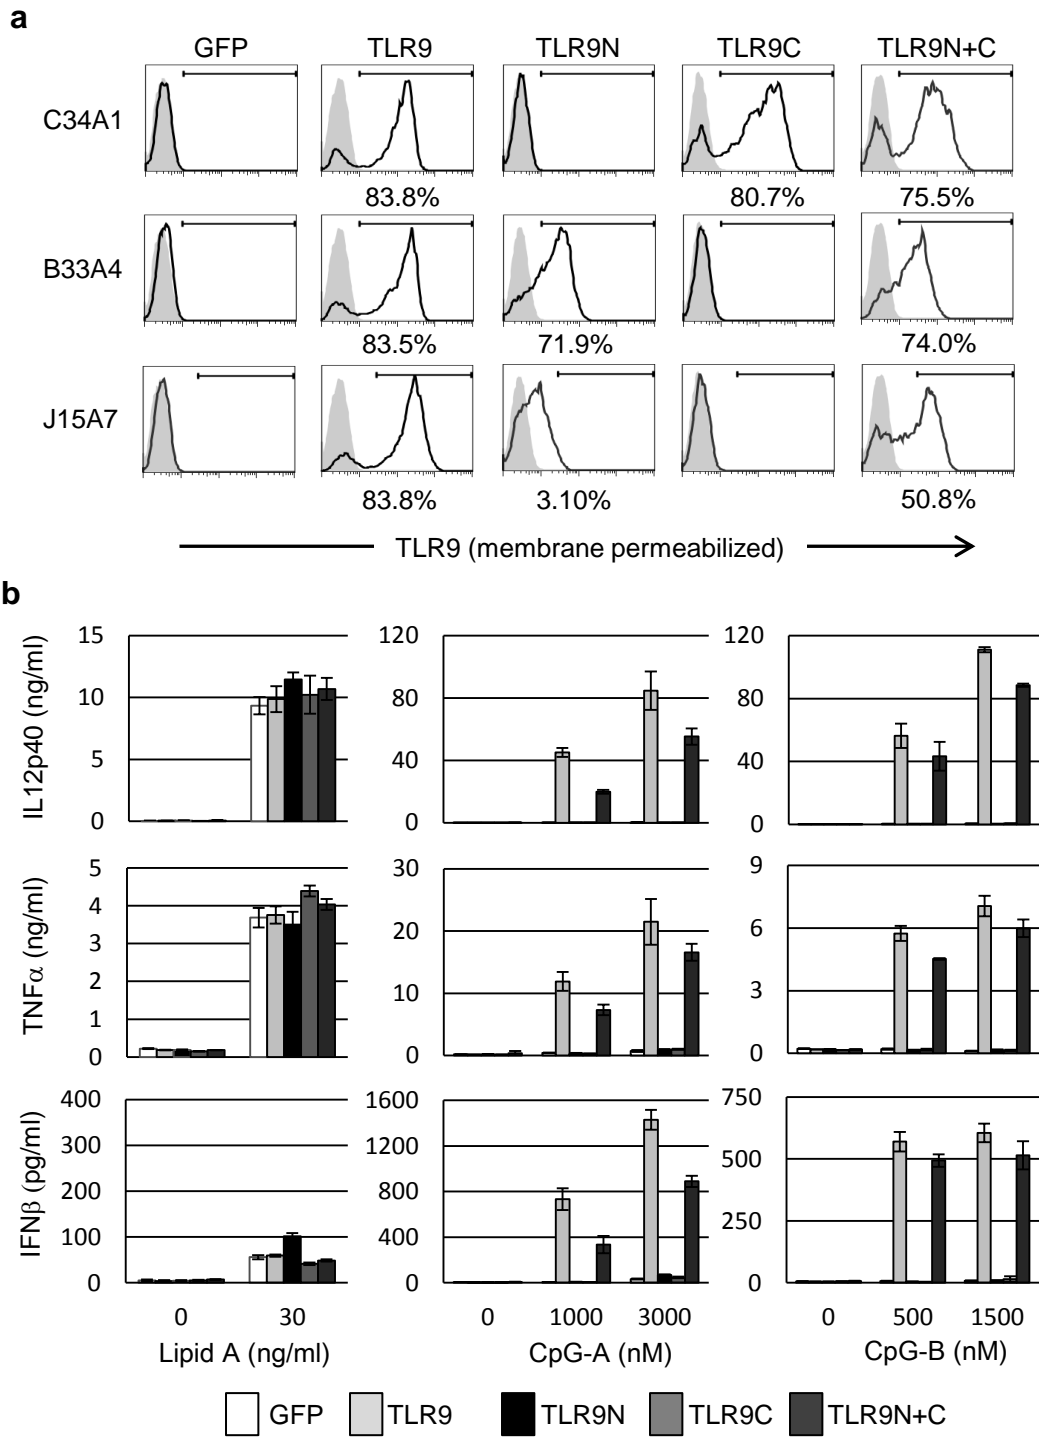 a
GFP TLR9 TLR9N TLR9C TLR9N+C
C34A1
83.8% 80.7% 75.5%
B33A4
83.5% 71.9% 74.0%
J15A7
83.8% 3.10% 50.8%
TLR9 (membrane permeabilized)
b
IL12p40 (ng/ml)
15 10 5 0
120 80 40 0
120 80 40 0
TNFα (ng/ml)
5 4 3 2 1 0
30 20 10 0
9 6 3 0
IFNβ (pg/ml)
400 300 200 100 0
1600 1200 800 400 0
750 500 250 0
0 30 0 1000 3000 0 500 1500
Lipid A (ng/ml) CpG-A (nM) CpG-B (nM)
GFP TLR9 TLR9N TLR9C TLR9N+C